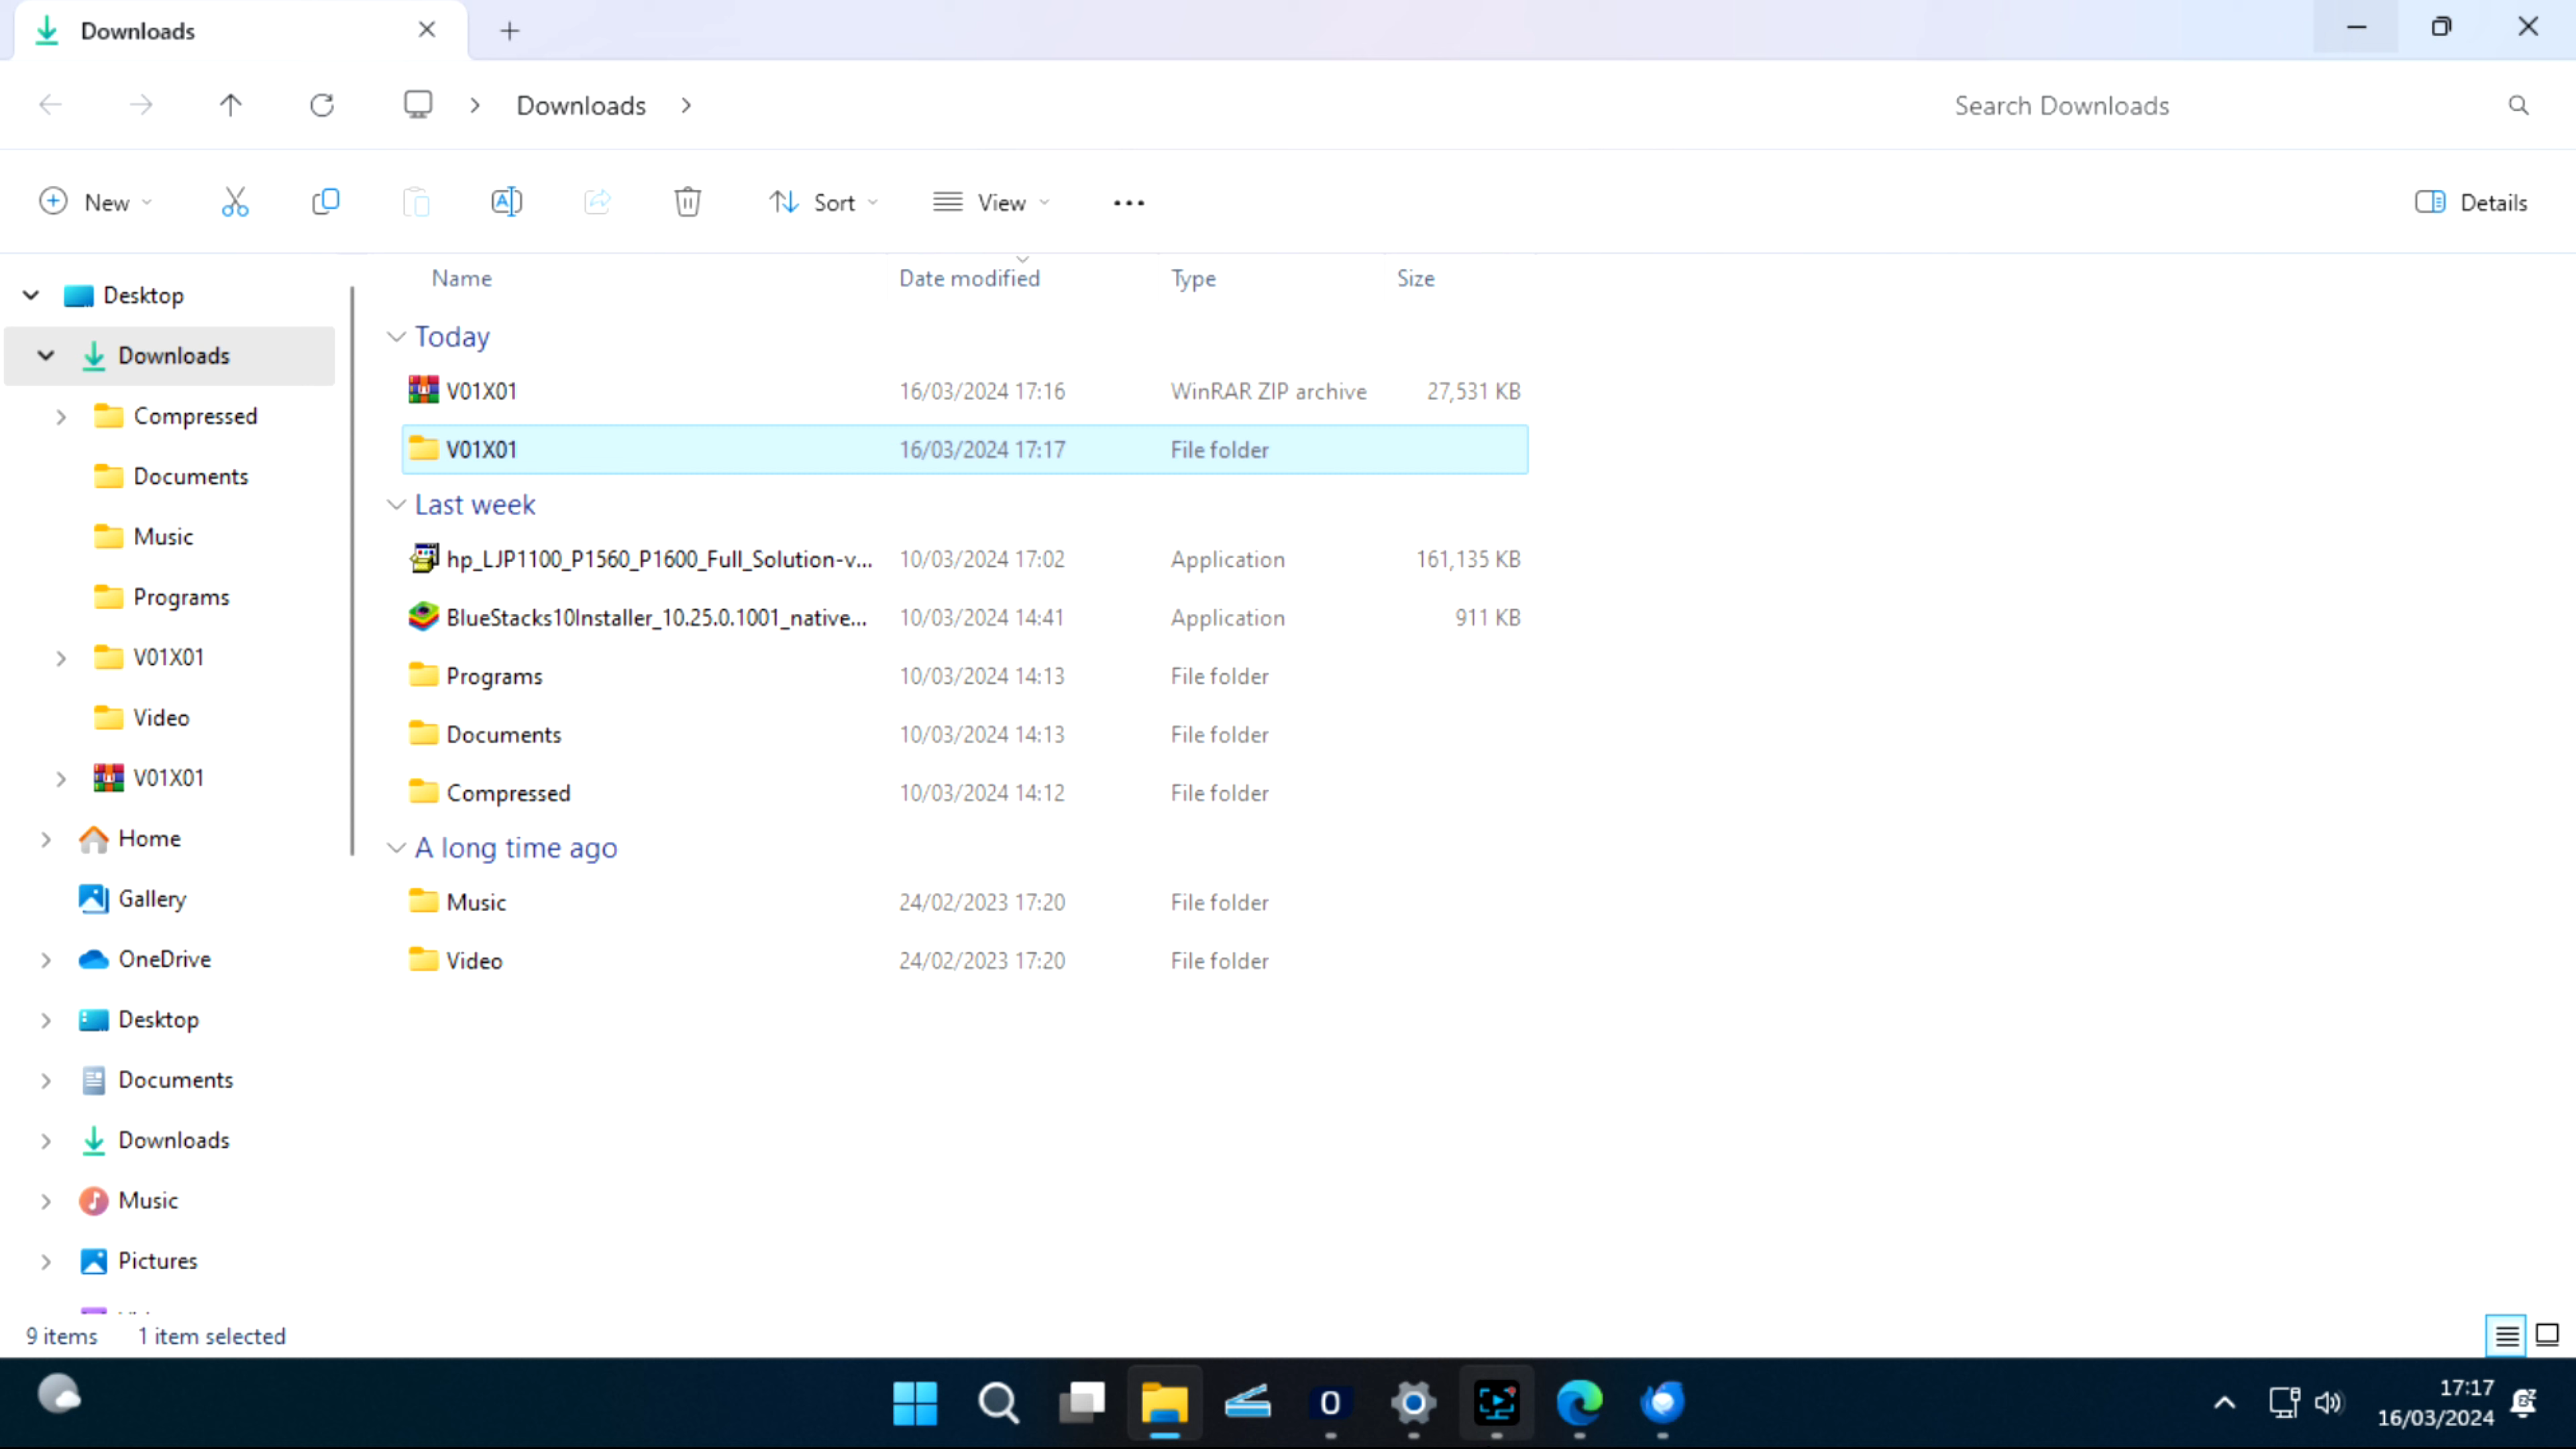 Downloads
Downloads
Search Downloads
New
Sort
View
Details
Name Date modified Type Size
Desktop
Downloads
Compressed
Documents
Music
Programs
V01X01
Video
V01X01
Home
Gallery
OneDrive
Desktop
Documents
Downloads
Music
Pictures
Today
V01X01 16/03/2024 17:16 WinRAR ZIP archive 27,531 KB
V01X01 16/03/2024 17:17 File folder
Last week
hp_LJP1100_P1560_P1600_Full_Solution-v... 10/03/2024 17:02 Application 161,135 KB
BlueStacks10Installer_10.25.0.1001_native... 10/03/2024 14:41 Application 911 KB
Programs 10/03/2024 14:13 File folder
Documents 10/03/2024 14:13 File folder
Compressed 10/03/2024 14:12 File folder
A long time ago
Music 24/02/2023 17:20 File folder
Video 24/02/2023 17:20 File folder
9 items 1 item selected
17:17
16/03/2024